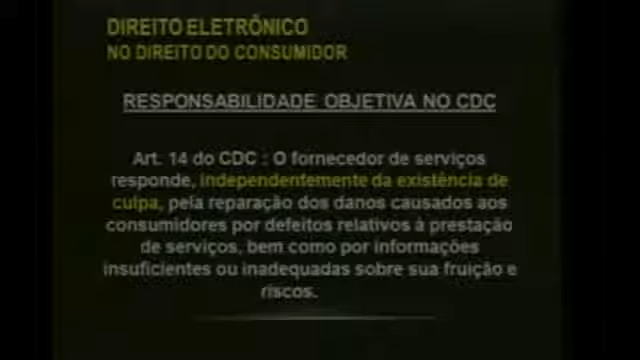 DIREITO ELETRÔNICO
NO DIREITO DO CONSUMIDOR
RESPONSABILIDADE OBJETIVA NO CDC
Art. 14 do CDC : O fornecedor de serviços
responde, independentemente da existência de
culpa, pela reparação dos danos causados aos
consumidores por defeitos relativos à prestação
de serviços, bem como por informações
insuficientes ou inadequadas sobre sua fruição e
riscos.